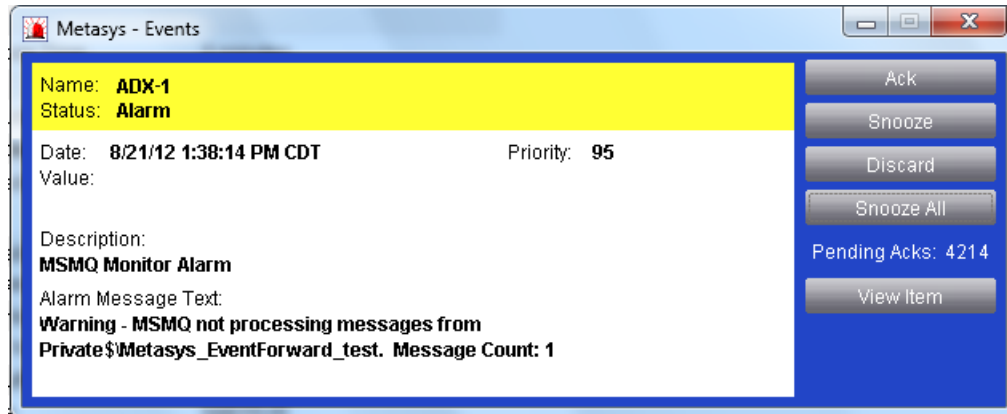 Metasys - Events
Name: ADX-1
Status: Alarm
Date: 8/21/12 1:38:14 PM CDT Priority: 95
Value:
Description:
MSMQ Monitor Alarm
Alarm Message Text:
Warning - MSMQ not processing messages from
Private$\Metasys_EventForward_test. Message Count: 1
Ack
Snooze
Discard
Snooze All
Pending Acks: 4214
View Item